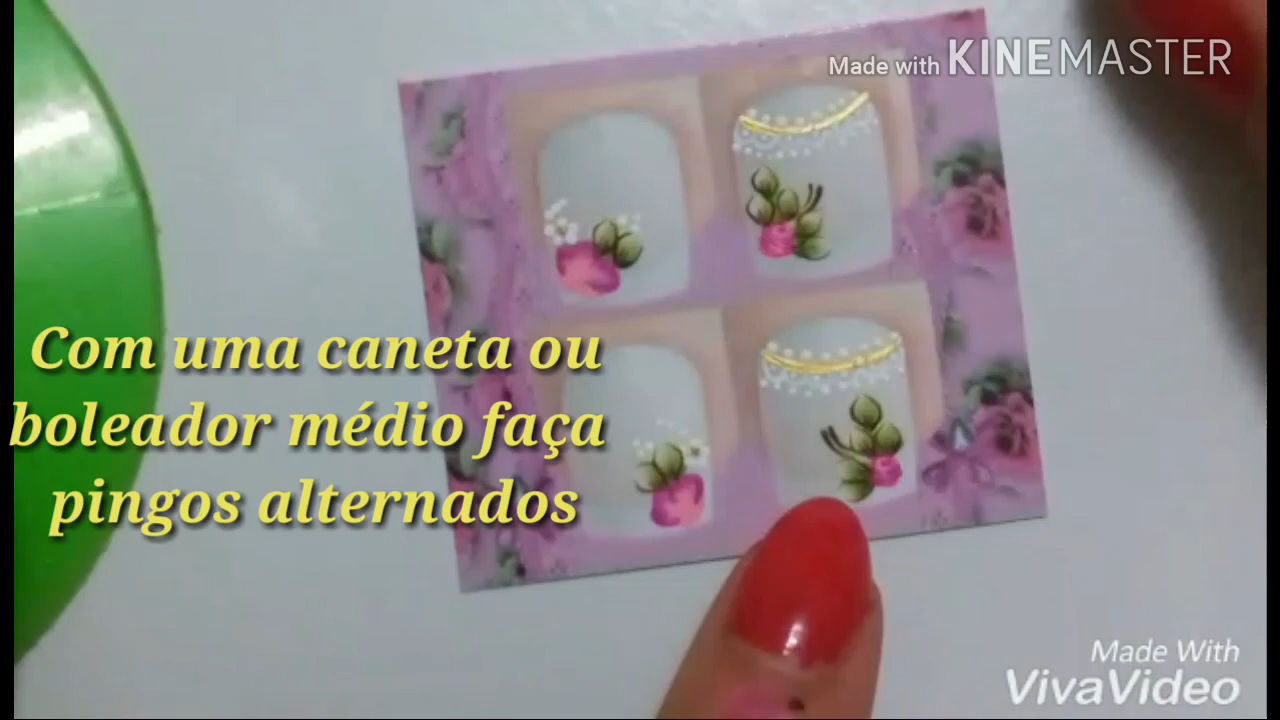 Made with KINEMASTER
Com uma caneta ou
boleador médio faça
pingos alternados
Made With
VivaVideo